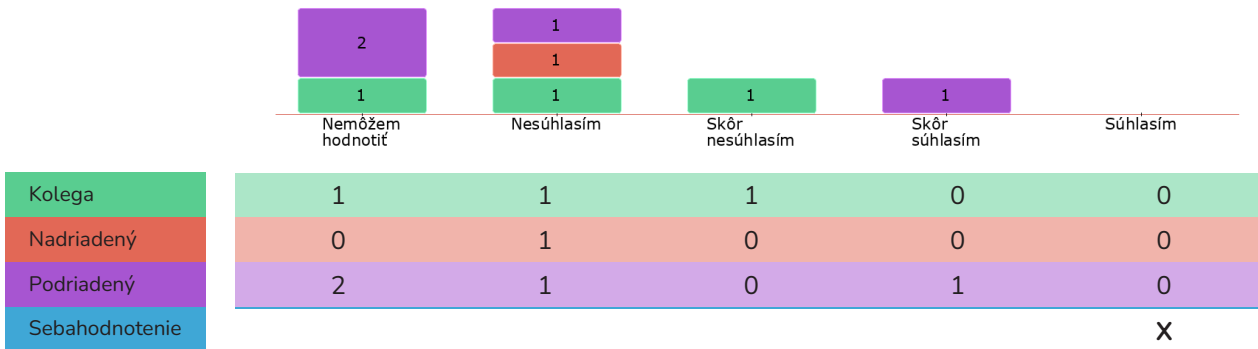 2 1
1
1 1 1 1
Nemôžem Nesúhlasím Skôr Skôr Súhlasím
hodnotiť nesúhlasím súhlasím
Kolega 1 1 1 0 0
Nadriadený 0 1 0 0 0
Podriadený 2 1 0 1 0
Sebahodnotenie X